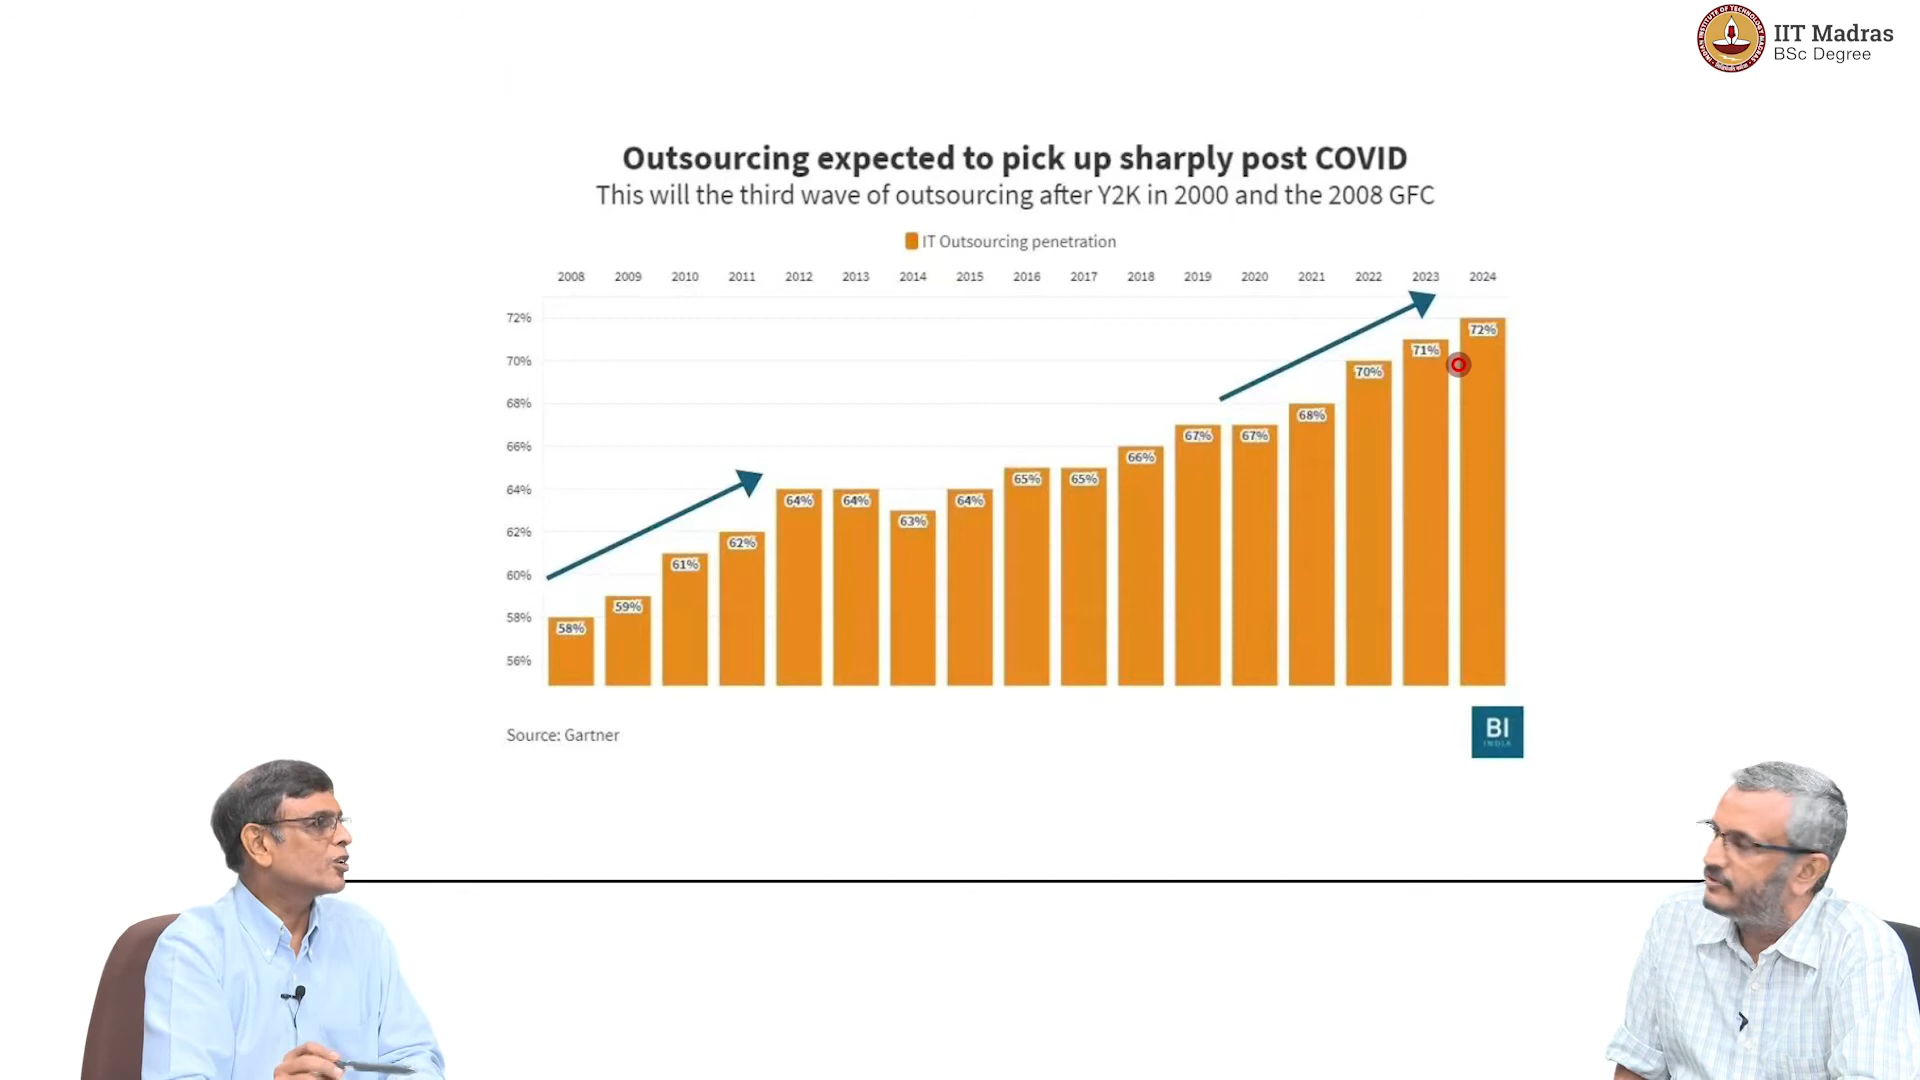 IIT Madras
BSc Degree
Outsourcing expected to pick up sharply post COVID
This will the third wave of outsourcing after Y2K in 2000 and the 2008 GFC
IT Outsourcing penetration
2008 2009 2010 2011 2012 2013 2014 2015 2016 2017 2018 2019 2020 2021 2022 2023 2024
72%
70%
68%
66%
64%
62%
60%
58%
56%
58% 59% 61% 62% 64% 64% 63% 64% 65% 65% 66% 67% 67% 68% 70% 71% 72%
Source: Gartner
BI
INDIA